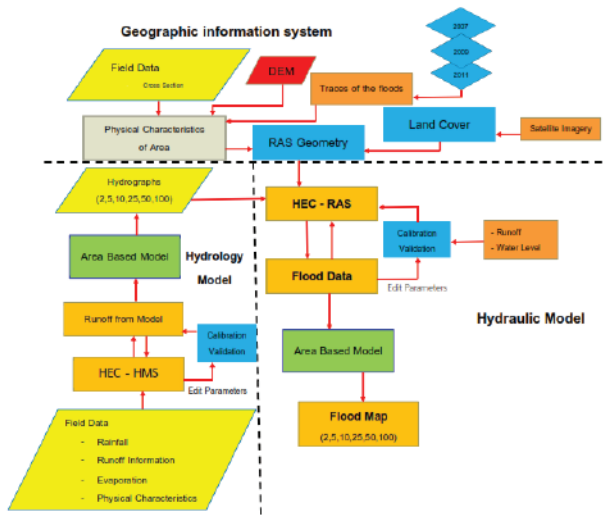 Geographic information system
2007
2009
2011
Field Data
Cross Section
DEM
Traces of the floods
Land Cover
Satellite Imagery
Physical Characteristics
of Area
RAS Geometry
Hydrographs
(2,5,10,25,50,100)
HEC - RAS
Calibration
Validation
- Runoff
- Water Level
Area Based Model
Hydrology
Model
Flood Data
Edit Parameters
Hydraulic Model
Runoff from Model
Calibration
Validation
Area Based Model
HEC - HMS
Edit Parameters
Flood Map
(2,5,10,25,50,100)
Field Data
- Rainfall
- Runoff Information
- Evaporation
- Physical Characteristics